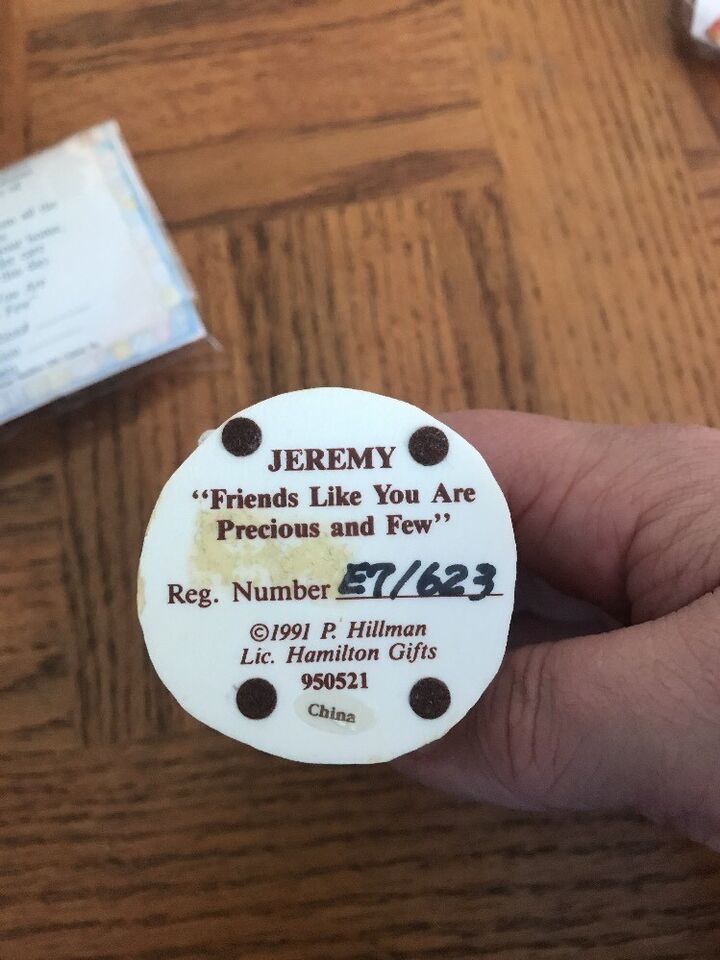 JEREMY
“Friends Like You Are
Precious and Few”
Reg. Number E7/623
©1991 P. Hillman
Lic. Hamilton Gifts
950521
China